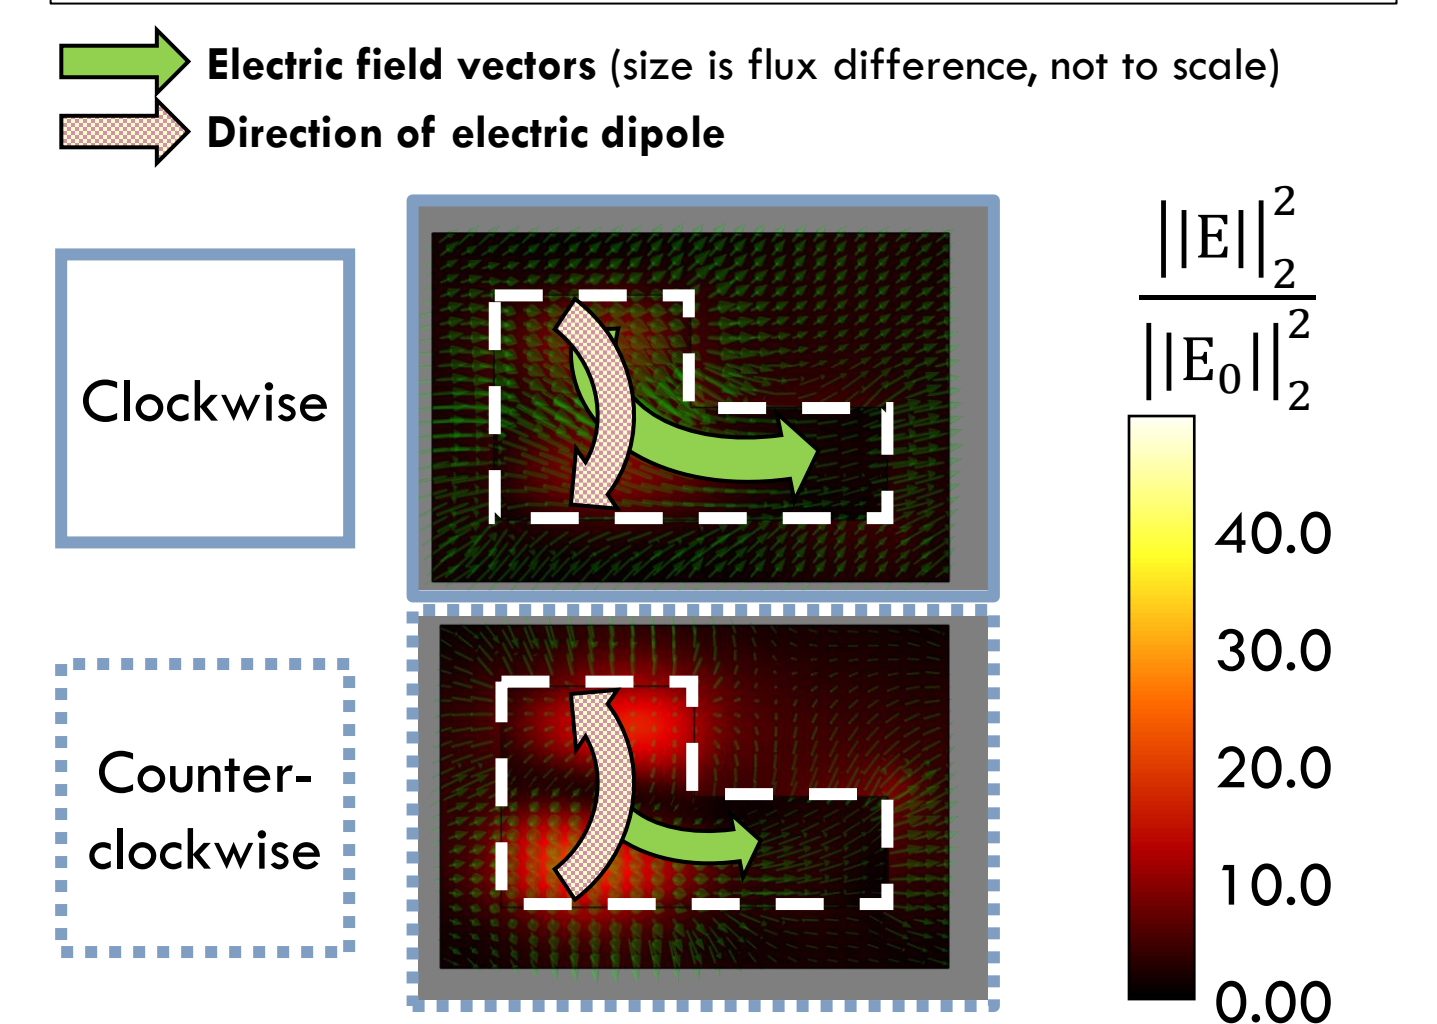 Electric field vectors (size is flux difference, not to scale)
Direction of electric dipole
Clockwise
Counter-
clockwise
||E||²₂
||E₀||²₂
40.0
30.0
20.0
10.0
0.00